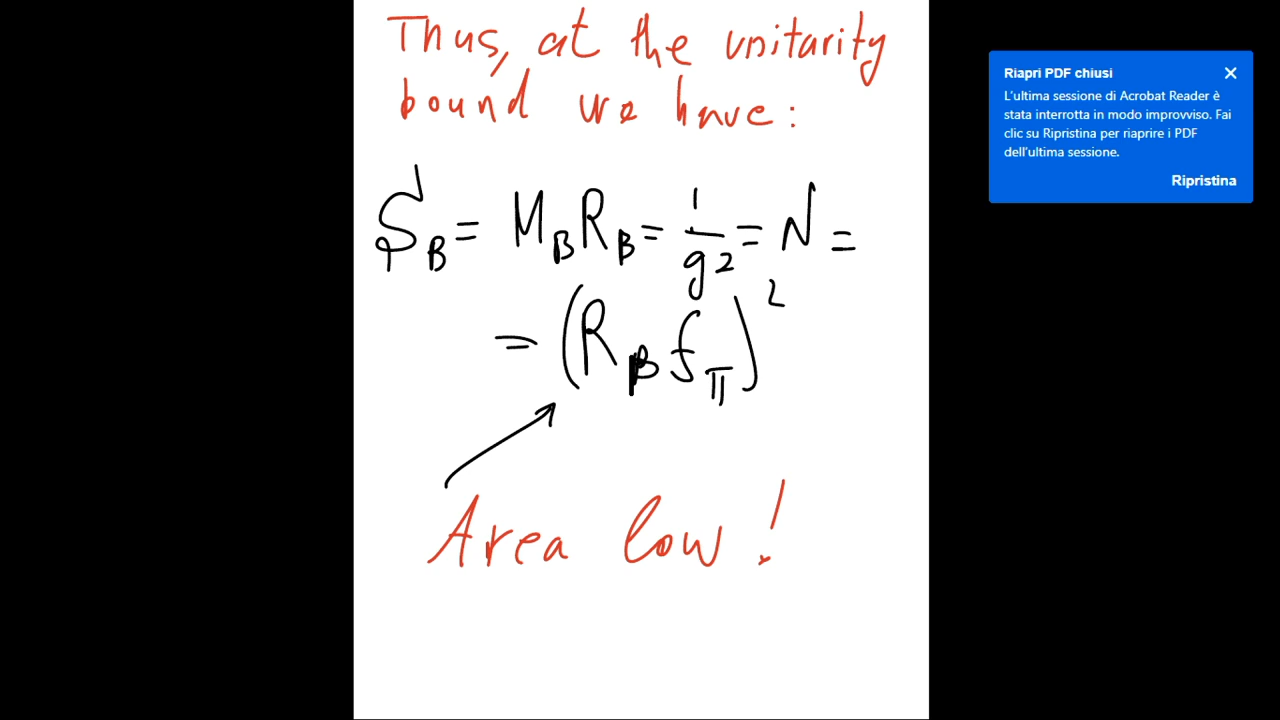 Thus, at the unitarity
bound we have:
S_B = M_B R_B = 1/g² = N =
= (R_B f_π)²
Area low!
Riapri PDF chiusi
L'ultima sessione di Acrobat Reader è
stata interrotta in modo improvviso. Fai
clic su Ripristina per riaprire i PDF
dell'ultima sessione.
Ripristina